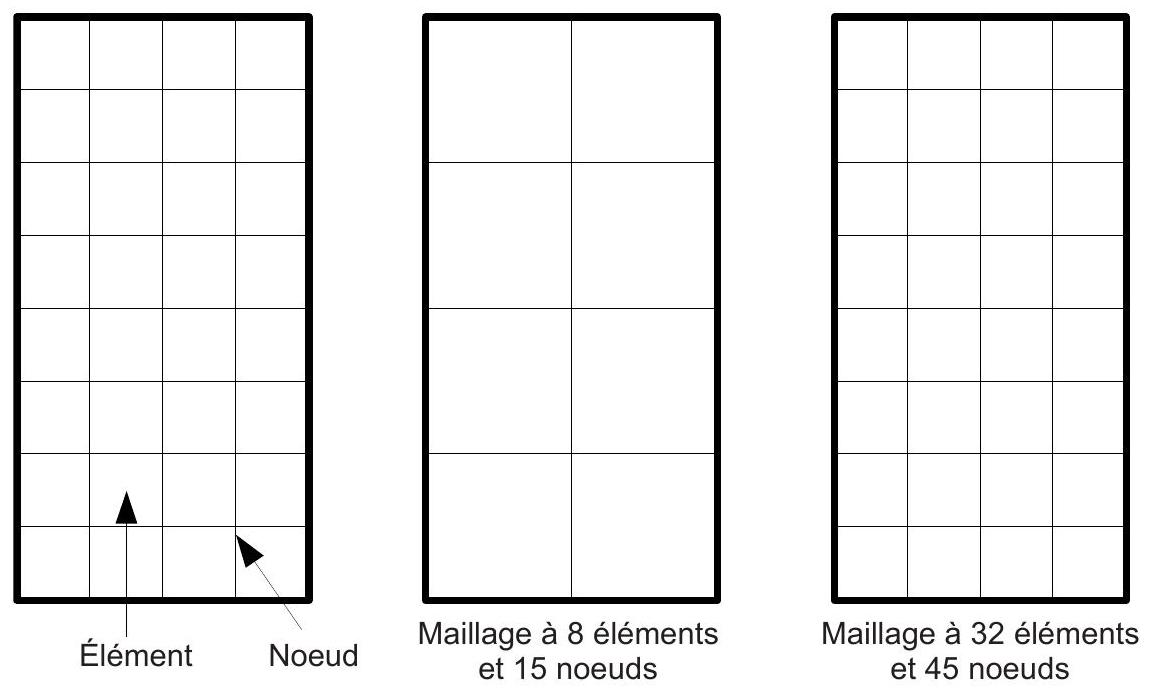 Élément
Noeud
Maillage à 8 éléments
et 15 noeuds
Maillage à 32 éléments
et 45 noeuds